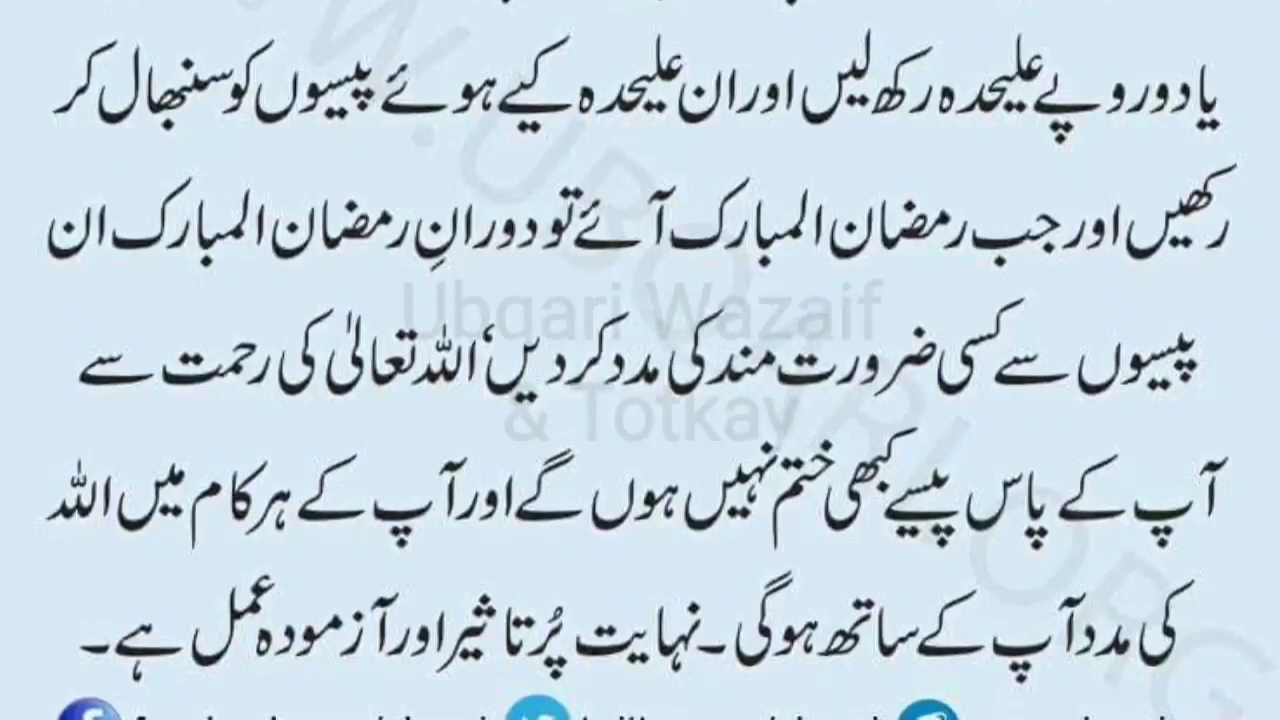 یا دو روپے علیحدہ رکھ لیں اور ان علیحدہ کیے ہوئے پیسوں کو سنبھال کر
رکھیں اور جب رمضان المبارک آئے تو دورانِ رمضان المبارک ان
Ubqari Wazaif
پیسوں سے کسی ضرورت مند کی مدد کر دیں‘ اللہ تعالیٰ کی رحمت سے
& Totkay
آپ کے پاس پیسے کبھی ختم نہیں ہوں گے اور آپ کے ہر کام میں اللہ
کی مدد آپ کے ساتھ ہوگی۔ نہایت پُر تاثیر اور آزمودہ عمل ہے۔